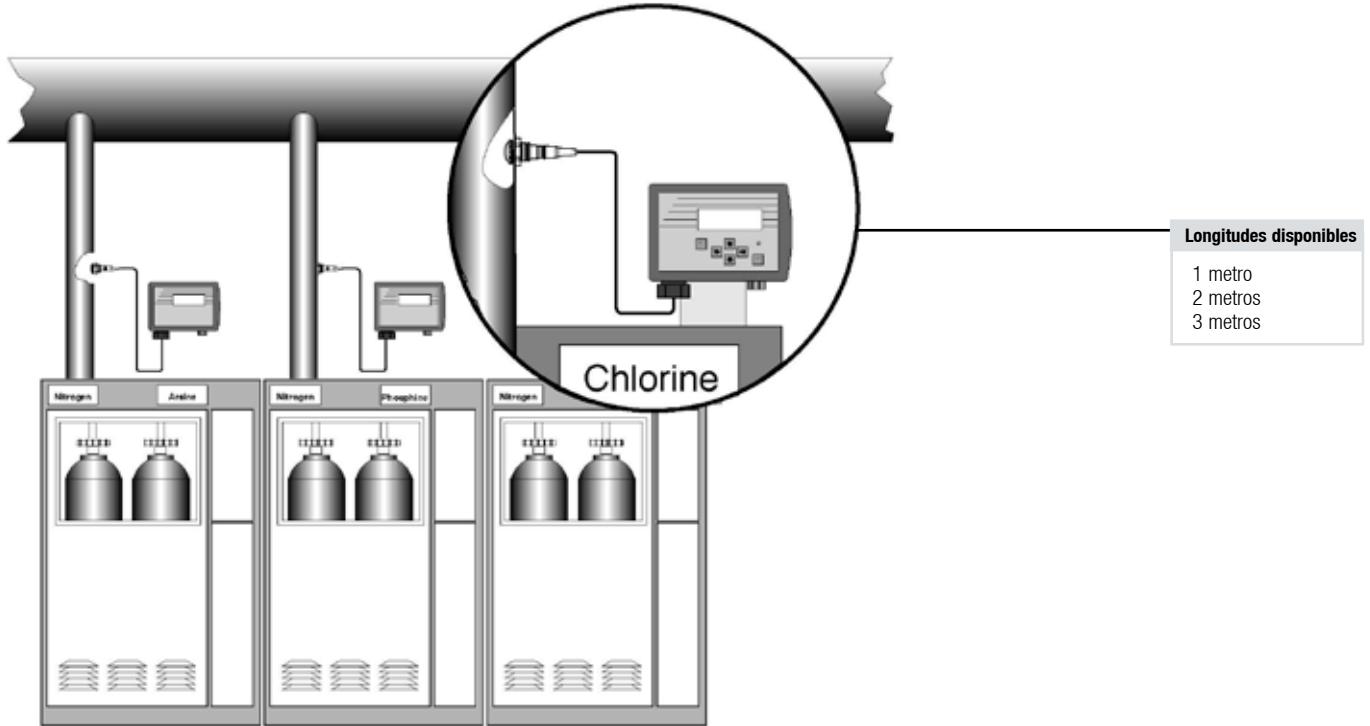 Longitudes disponibles
1 metro
2 metros
3 metros
Chlorine
Nitrogen
Arsine
Nitrogen
Phosphine
Nitrogen